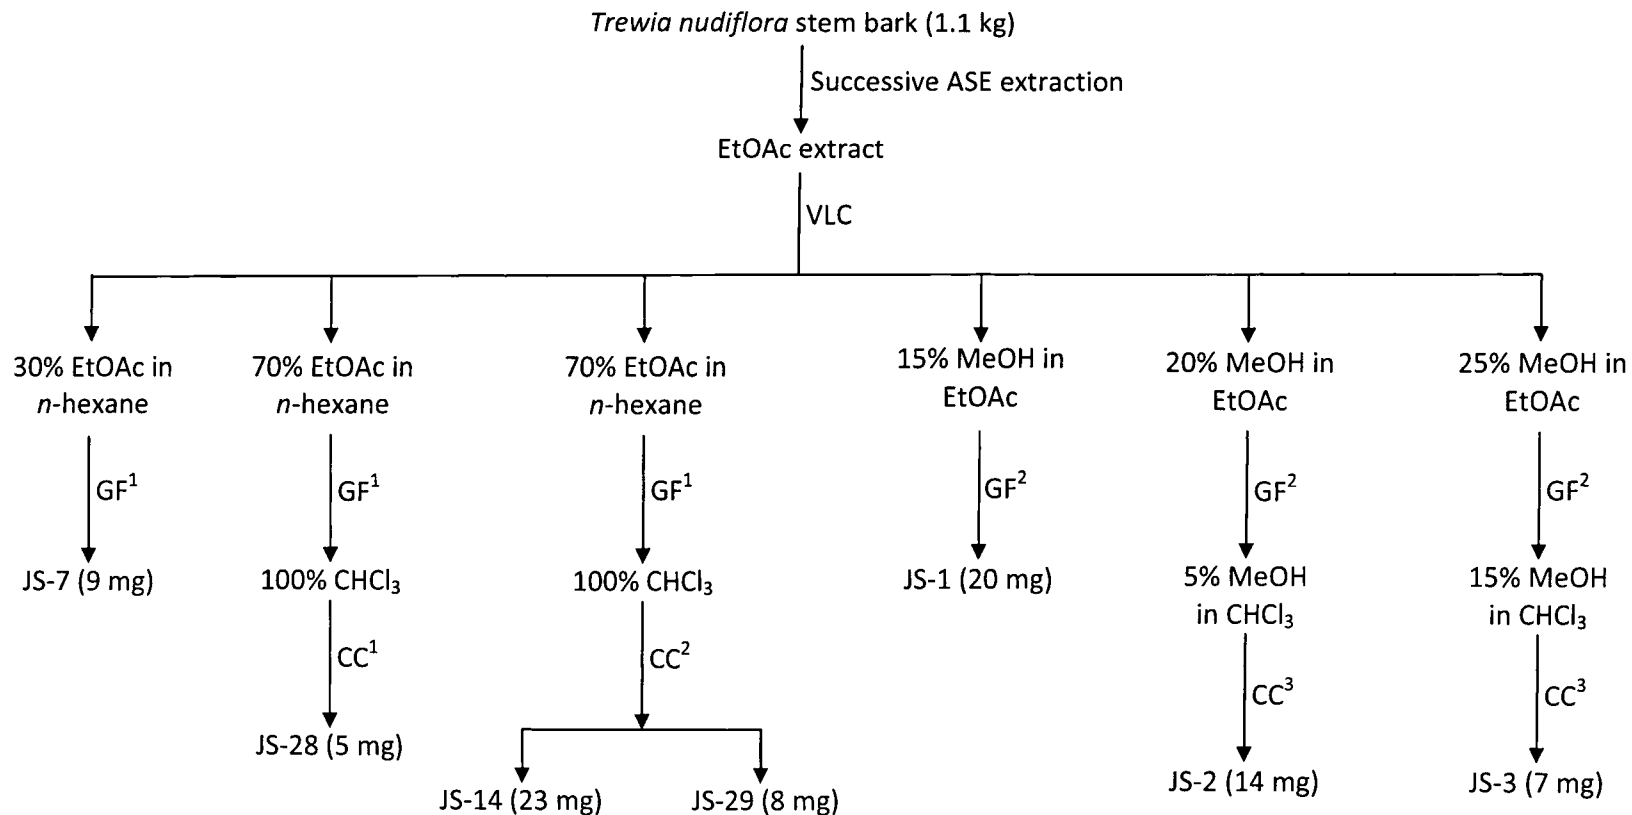 Trewia nudiflora stem bark (1.1 kg)
Successive ASE extraction
EtOAc extract
VLC
30% EtOAc in
n-hexane
70% EtOAc in
n-hexane
70% EtOAc in
n-hexane
15% MeOH in
EtOAc
20% MeOH in
EtOAc
25% MeOH in
EtOAc
GF¹
GF¹
GF¹
GF²
GF²
GF²
JS-7 (9 mg)
100% CHCl₃
100% CHCl₃
JS-1 (20 mg)
5% MeOH
in CHCl₃
15% MeOH
in CHCl₃
CC¹
CC²
CC³
CC³
JS-28 (5 mg)
JS-14 (23 mg)
JS-29 (8 mg)
JS-2 (14 mg)
JS-3 (7 mg)